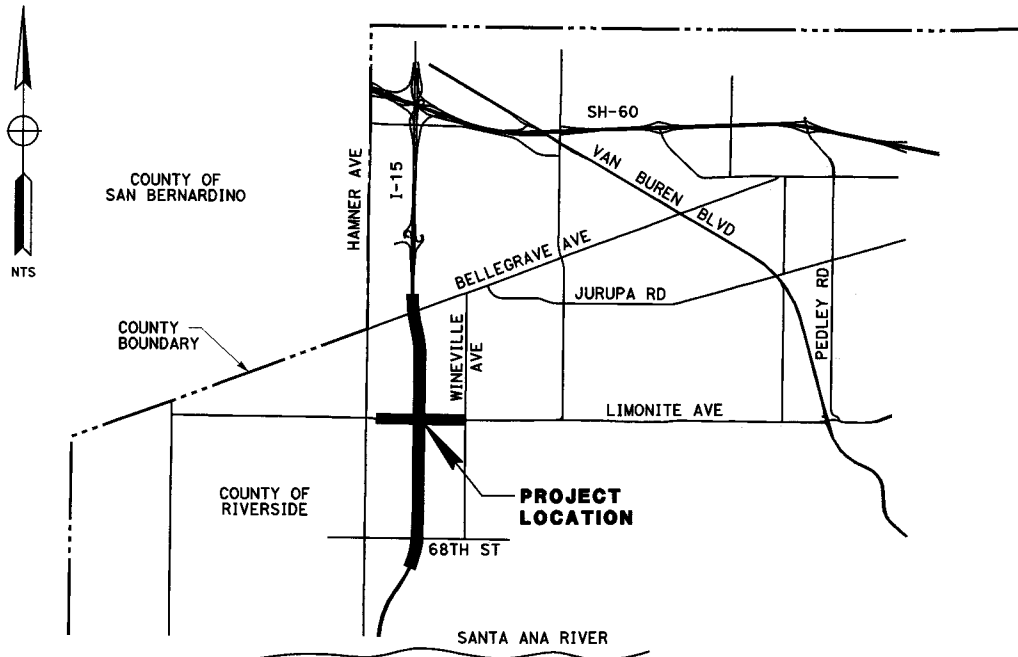 SH-60
COUNTY OF
SAN BERNARDINO
HAMNER AVE
I-15
VAN BUREN BLVD
NTS
BELLEGRAVE AVE
JURUPA RD
PEDLEY RD
COUNTY
BOUNDARY
WINEVILLE
AVE
LIMONITE AVE
COUNTY OF
RIVERSIDE
PROJECT
LOCATION
68TH ST
SANTA ANA RIVER